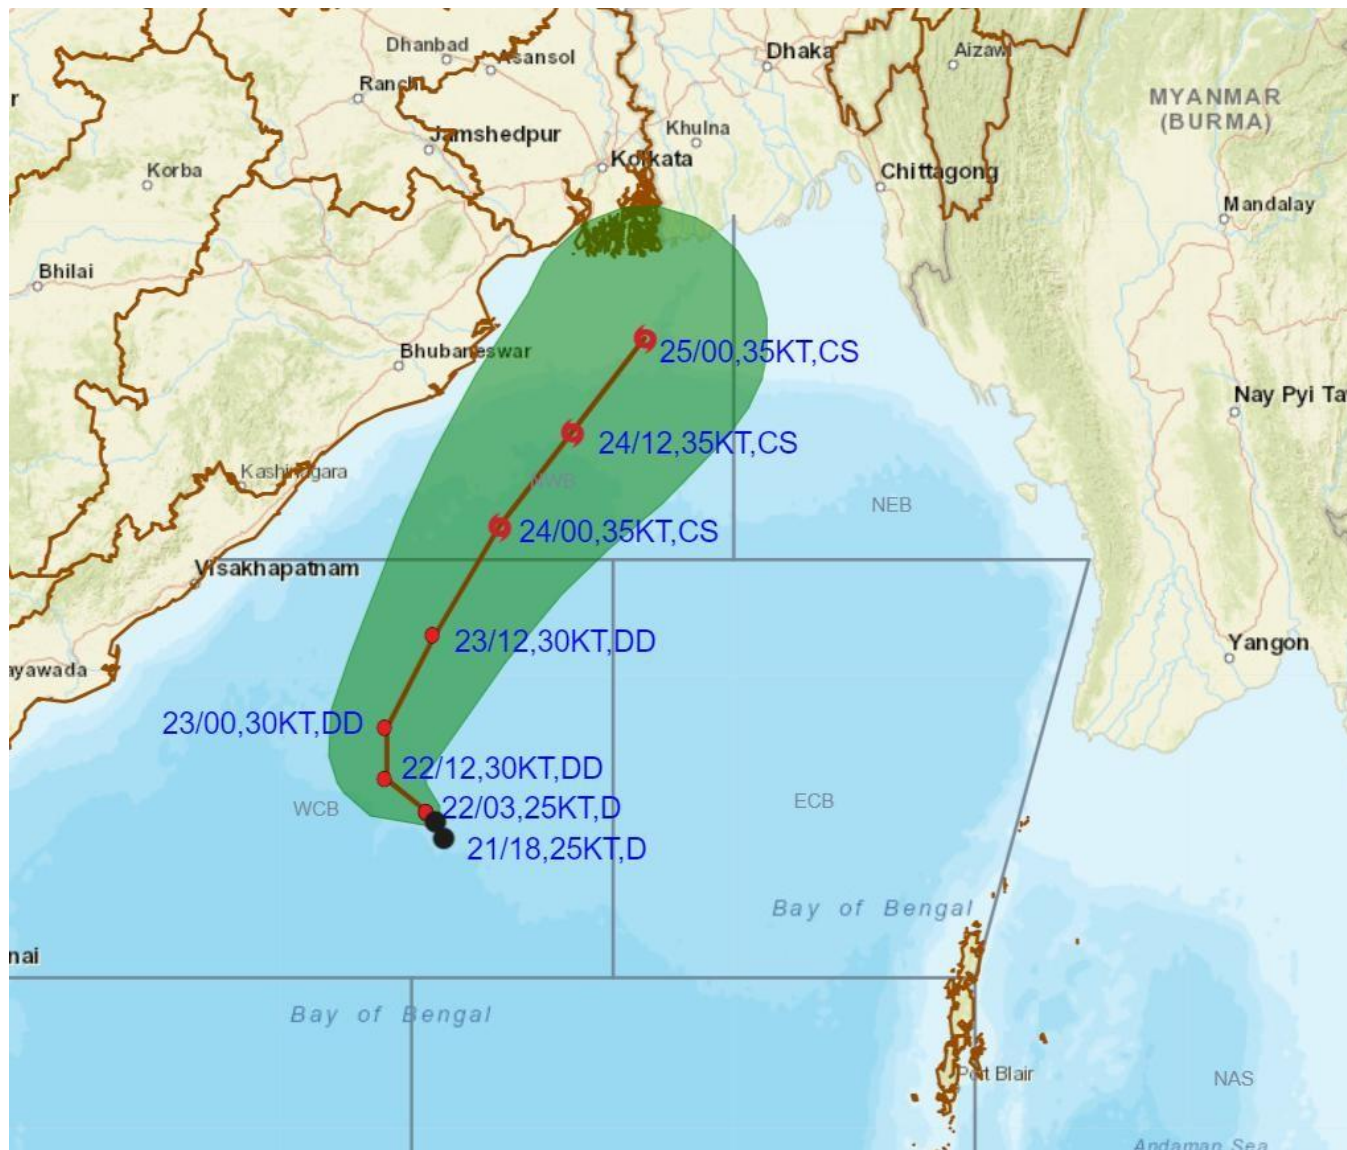 Dhanbad
Asansol
Dhaka
Aizawl
r
Ranchi
MYANMAR
(BURMA)
Jamshedpur
Khulna
Korba
Kolkata
Chittagong
Mandalay
Bhilai
Bhubaneswar
25/00,35KT,CS
Nay Pyi Ta
24/12,35KT,CS
Kashinagara
NWB
NEB
24/00,35KT,CS
Visakhapatnam
23/12,30KT,DD
Yangon
ayawada
23/00,30KT,DD
22/12,30KT,DD
WCB
22/03,25KT,D
ECB
21/18,25KT,D
Bay of Bengal
nai
Bay of Bengal
Port Blair
NAS
Andaman Sea